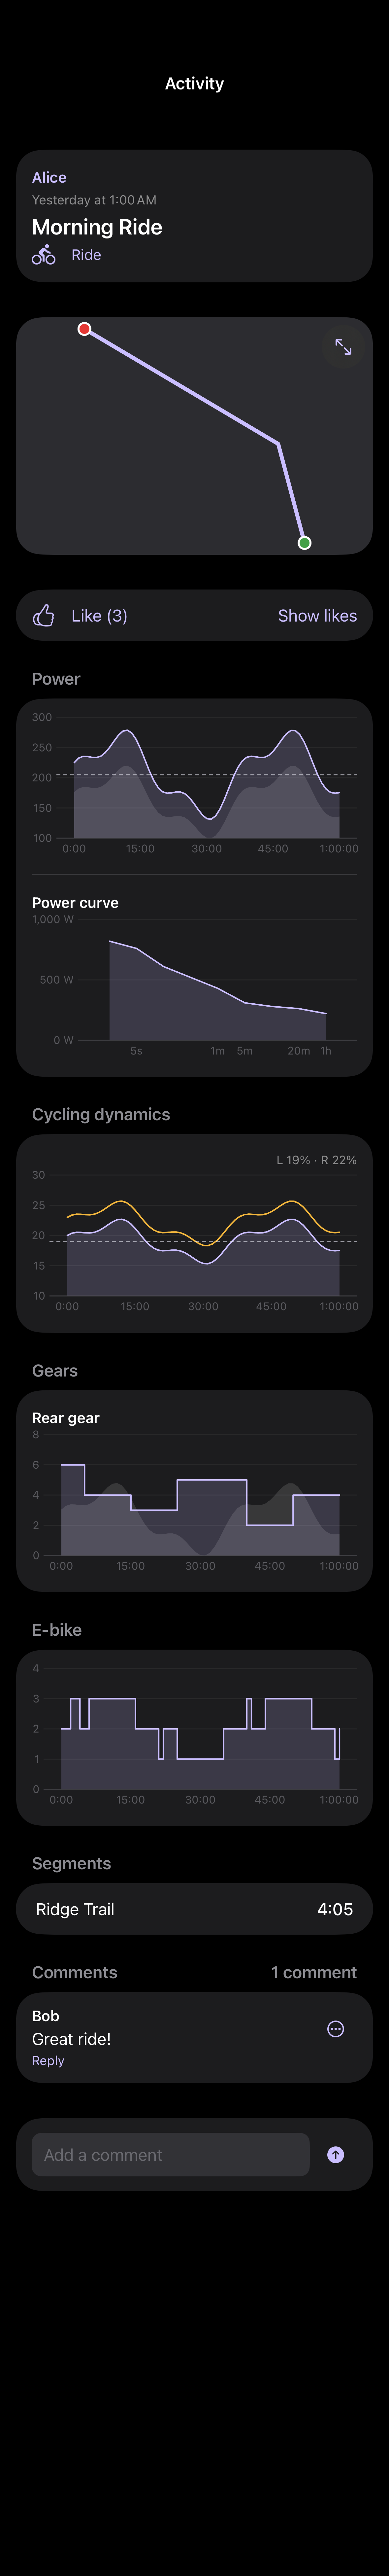 Activity
Alice
Yesterday at 1:00 AM
Morning Ride
Ride
Like (3)
Show likes
Power
300
250
200
150
100
0:00 15:00 30:00 45:00 1:00:00
Power curve
1,000 W
500 W
0 W
5s 1m 5m 20m 1h
Cycling dynamics
L 19% · R 22%
30
25
20
15
10
0:00 15:00 30:00 45:00 1:00:00
Gears
Rear gear
8
6
4
2
0
0:00 15:00 30:00 45:00 1:00:00
E-bike
4
3
2
1
0
0:00 15:00 30:00 45:00 1:00:00
Segments
Ridge Trail 4:05
Comments 1 comment
Bob
Great ride!
Reply
Add a comment